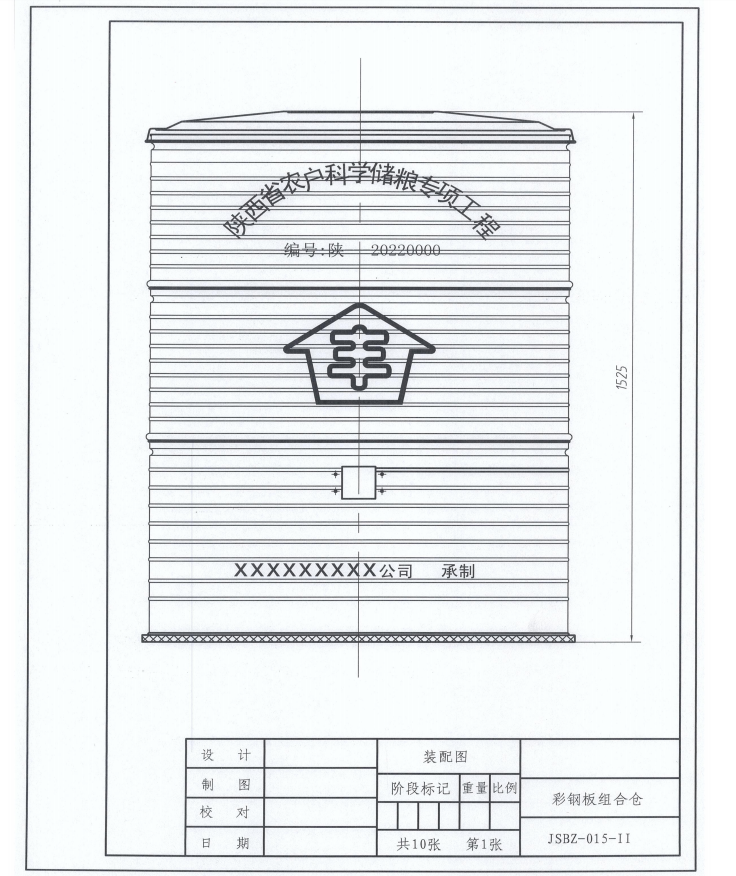 陕西省农户科学储粮专项工程
编号:陕 20220000
1525
XXXXXXXXX公司 承制
设 计
制 图
校 对
日 期
装配图
阶段标记 重量 比例
共10张 第1张
彩钢板组合仓
JSBZ-015-II